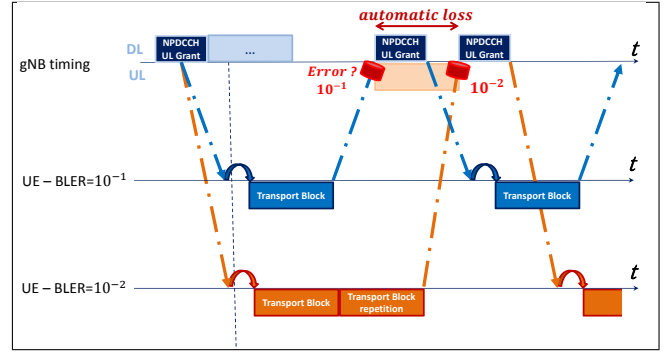 automatic loss
NPDCCH
UL Grant
...
NPDCCH
UL Grant
NPDCCH
UL Grant
t
DL
gNB timing
UL
Error ?
10⁻¹
10⁻²
t
UE – BLER=10⁻¹
Transport Block
Transport Block
t
UE – BLER=10⁻²
Transport Block
Transport Block
repetition